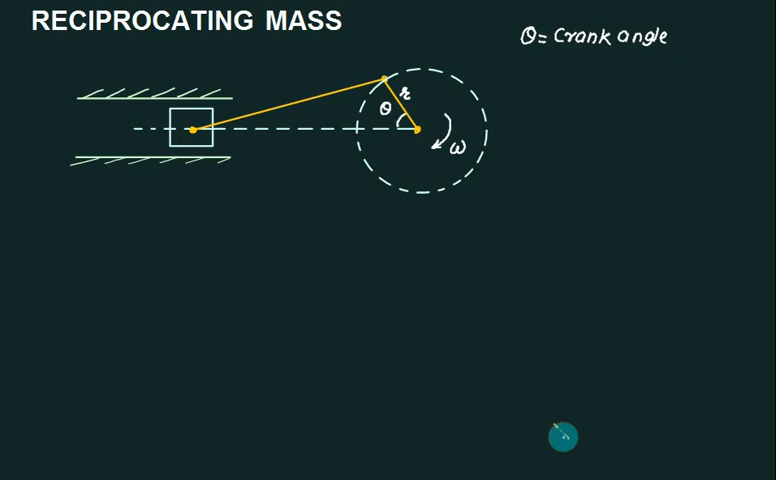 RECIPROCATING MASS
θ = Crank angle
r
θ
ω